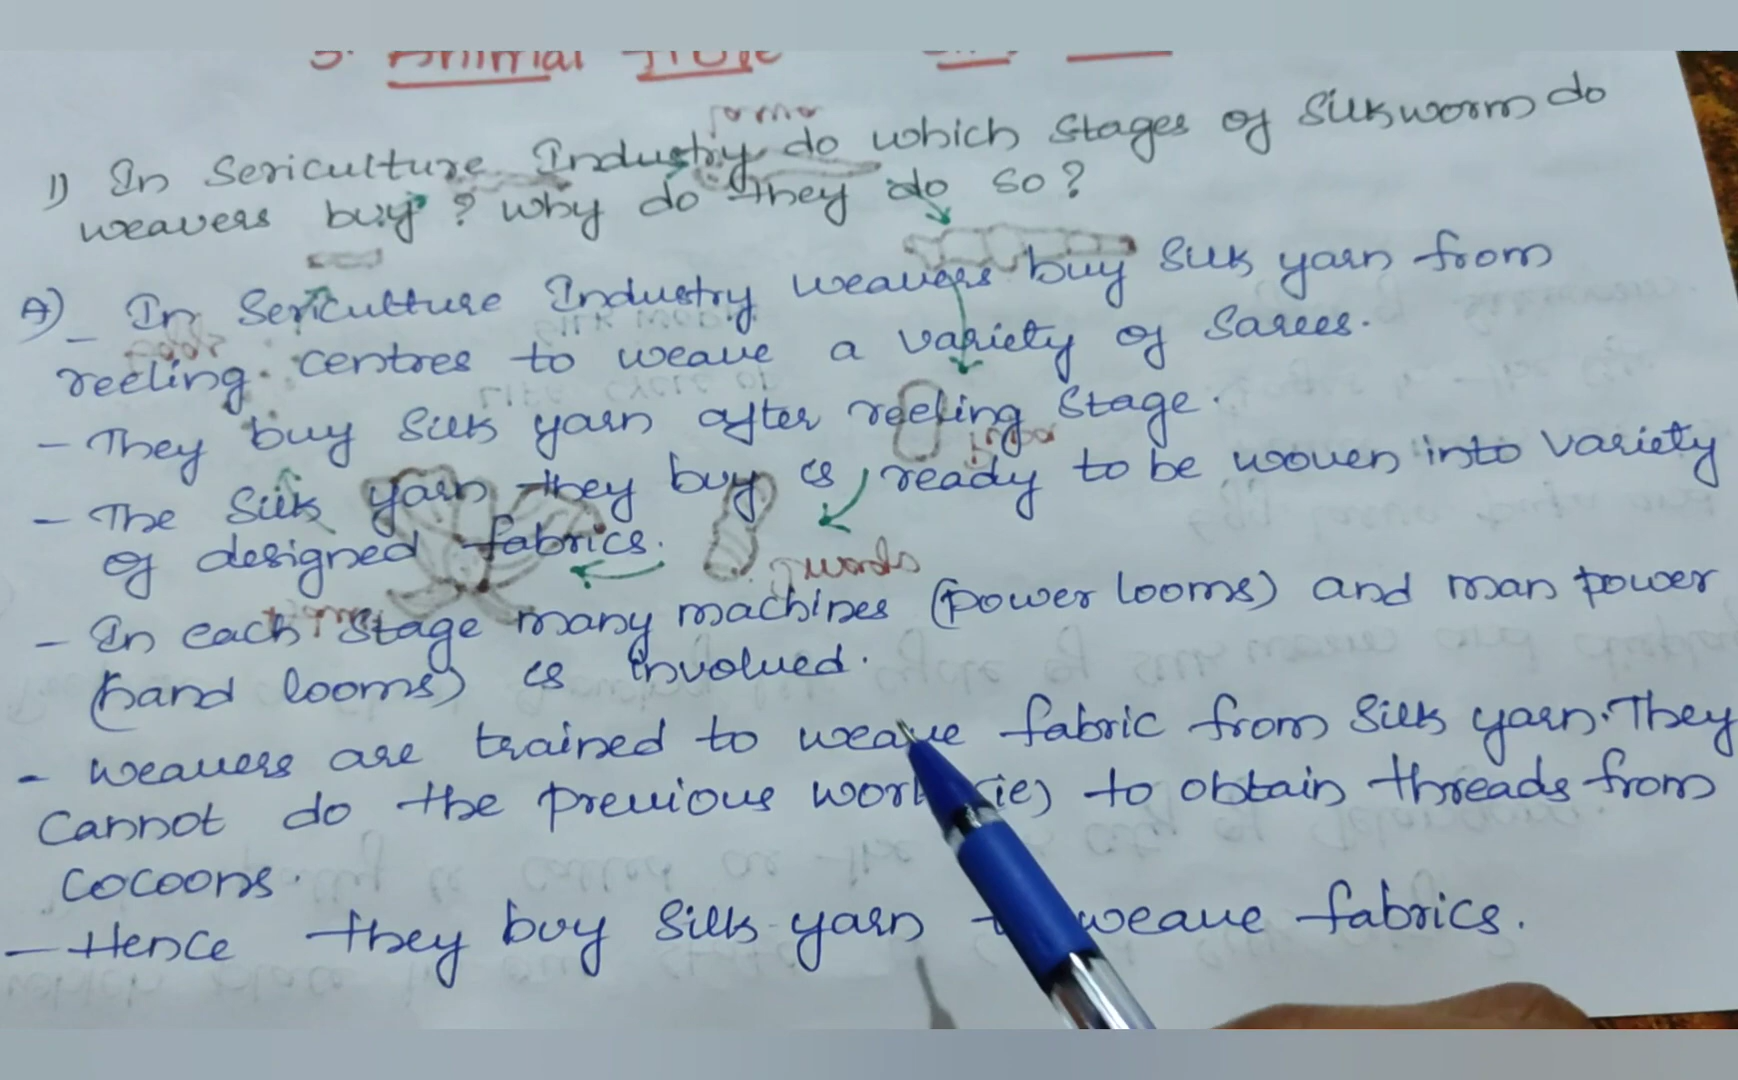 3. Animal
1) In Sericulture Industry do which stages of Silkworm do
weavers buy? Why do they do so?
A) - In Sericulture Industry weavers buy Silk yarn from
reeling centres to weave a variety of Sarees.
- They buy Silk yarn after reeling Stage.
- The Silk yarn they buy is ready to be woven into variety
of designed fabrics.
- In each Stage many machines (power looms) and man power
(hand looms) is involved.
- weavers are trained to weave fabric from Silk yarn. They
Cannot do the previous (ie) to obtain threads from
Cocoons.
- Hence they buy Silk yarn weave fabrics.